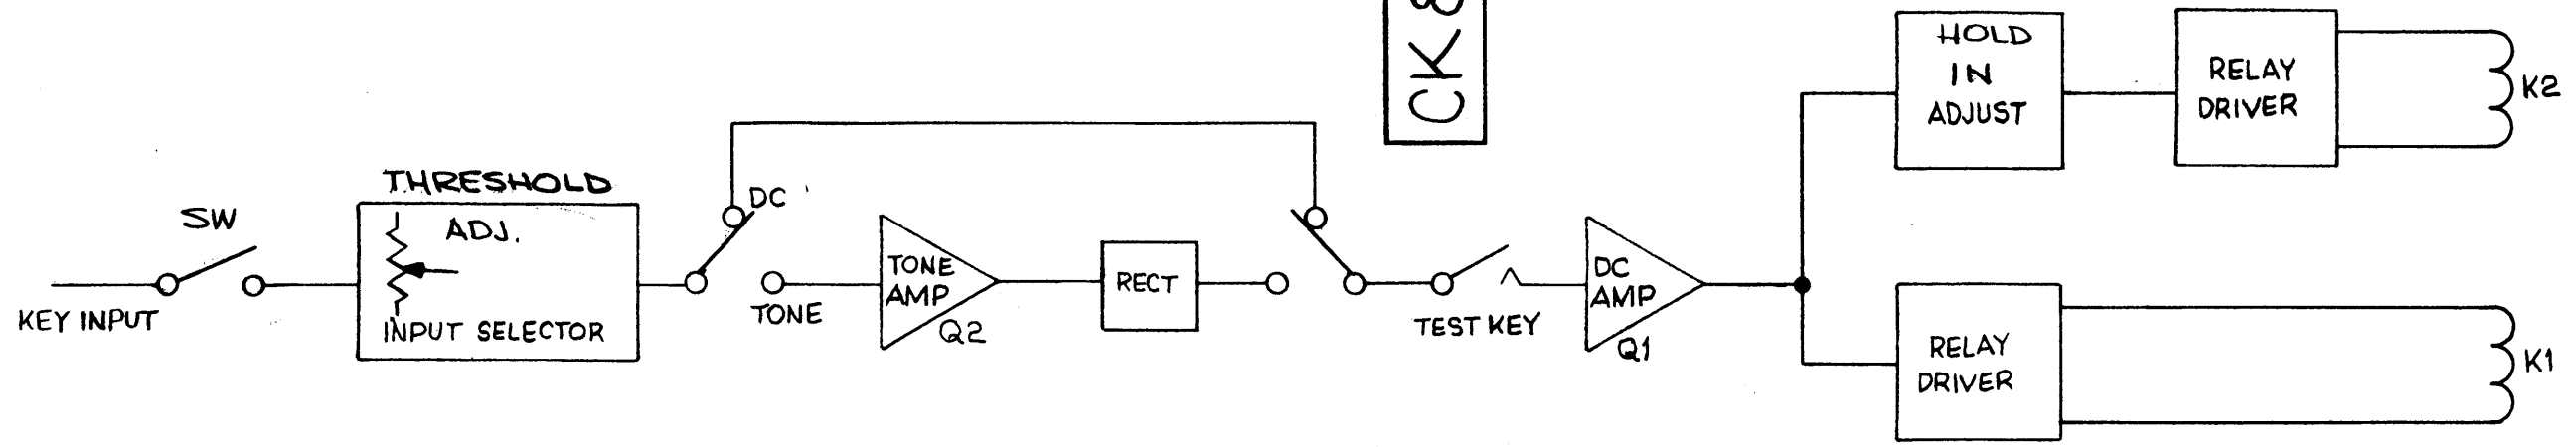 CK8
HOLD
IN
ADJUST
RELAY
DRIVER
K2
THRESHOLD
ADJ.
SW
DC
KEY INPUT
INPUT SELECTOR
TONE
TONE
AMP
Q2
RECT
TEST KEY
DC
AMP
Q1
RELAY
DRIVER
K1